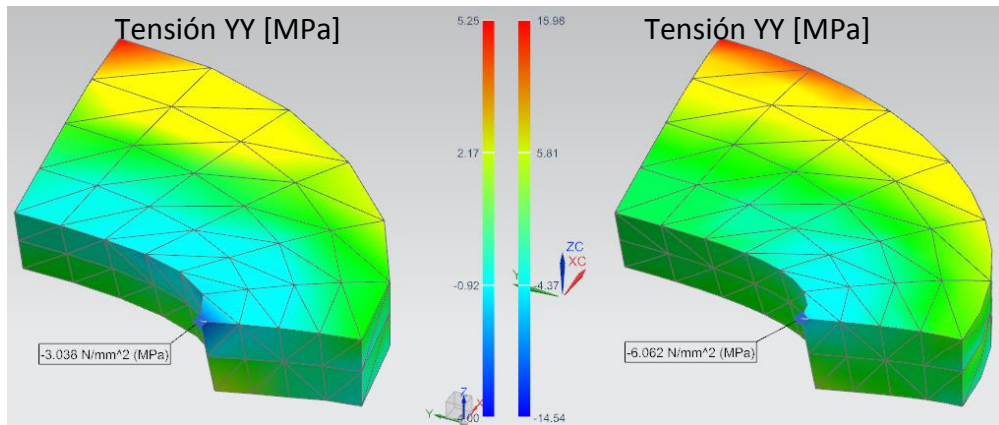 Tensión YY [MPa]
5.25
15.98
Tensión YY [MPa]
2.17
5.81
ZC
XC
Y
-0.92
-4.37
-3.038 N/mm^2 (MPa)
-6.062 N/mm^2 (MPa)
Z
X
Y
-14.54